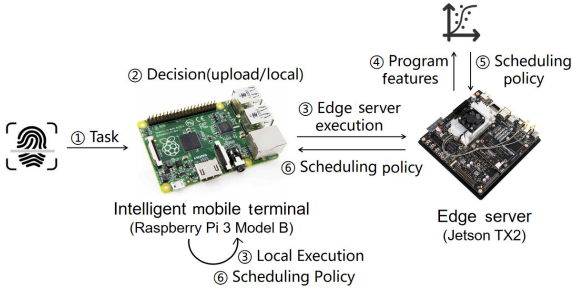 ④ Program
features
⑤ Scheduling
policy
② Decision(upload/local)
① Task
③ Edge server
execution
⑥ Scheduling policy
Intelligent mobile terminal
(Raspberry Pi 3 Model B)
Edge server
(Jetson TX2)
③ Local Execution
⑥ Scheduling Policy